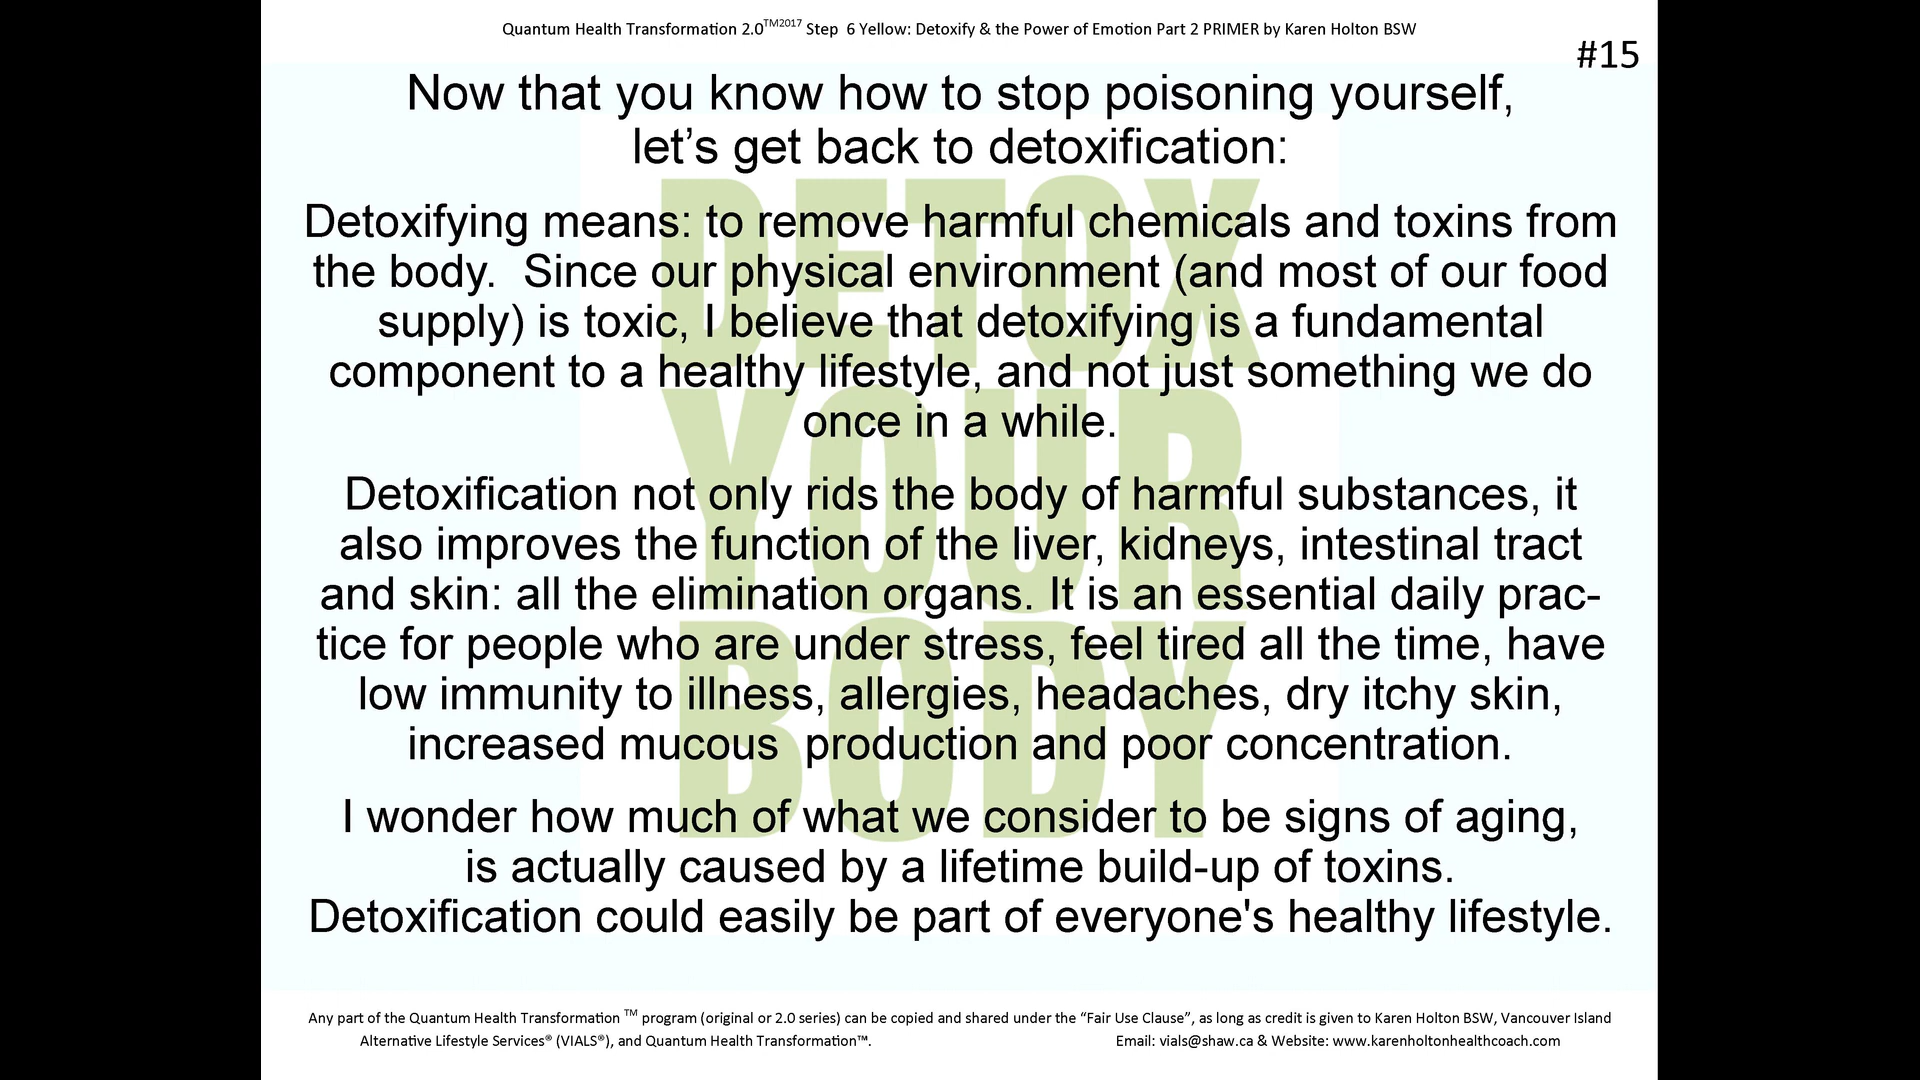 Quantum Health Transformation 2.0TM2017 Step  6 Yellow: Detoxify & the Power of Emotion Part 2 PRIMER by Karen Holton BSW
#15
Now that you know how to stop poisoning yourself,
let’s get back to detoxification:
DETOX
YOUR
BODY
Detoxifying means: to remove harmful chemicals and toxins from
the body.  Since our physical environment (and most of our food
supply) is toxic, I believe that detoxifying is a fundamental
component to a healthy lifestyle, and not just something we do
once in a while.
Detoxification not only rids the body of harmful substances, it
also improves the function of the liver, kidneys, intestinal tract
and skin: all the elimination organs. It is an essential daily prac-
tice for people who are under stress, feel tired all the time, have
low immunity to illness, allergies, headaches, dry itchy skin,
increased mucous  production and poor concentration.
I wonder how much of what we consider to be signs of aging,
is actually caused by a lifetime build-up of toxins.
Detoxification could easily be part of everyone's healthy lifestyle.
Any part of the Quantum Health Transformation TM program (original or 2.0 series) can be copied and shared under the “Fair Use Clause”, as long as credit is given to Karen Holton BSW, Vancouver Island
Alternative Lifestyle Services® (VIALS®), and Quantum Health Transformation™.
Email: vials@shaw.ca & Website: www.karenholtonhealthcoach.com